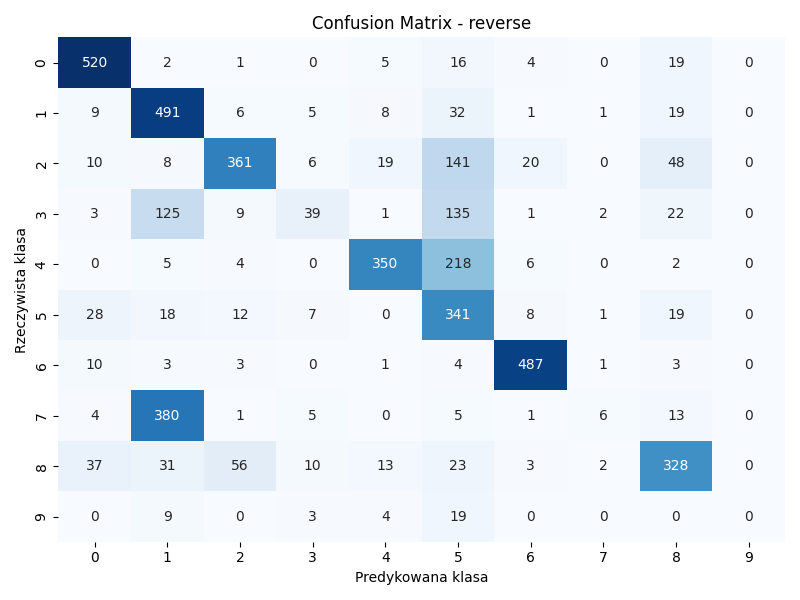 Confusion Matrix - reverse
Rzeczywista klasa
0 520 2 1 0 5 16 4 0 19 0
1 9 491 6 5 8 32 1 1 19 0
2 10 8 361 6 19 141 20 0 48 0
3 3 125 9 39 1 135 1 2 22 0
4 0 5 4 0 350 218 6 0 2 0
5 28 18 12 7 0 341 8 1 19 0
6 10 3 3 0 1 4 487 1 3 0
7 4 380 1 5 0 5 1 6 13 0
8 37 31 56 10 13 23 3 2 328 0
9 0 9 0 3 4 19 0 0 0 0
0 1 2 3 4 5 6 7 8 9
Predykowana klasa